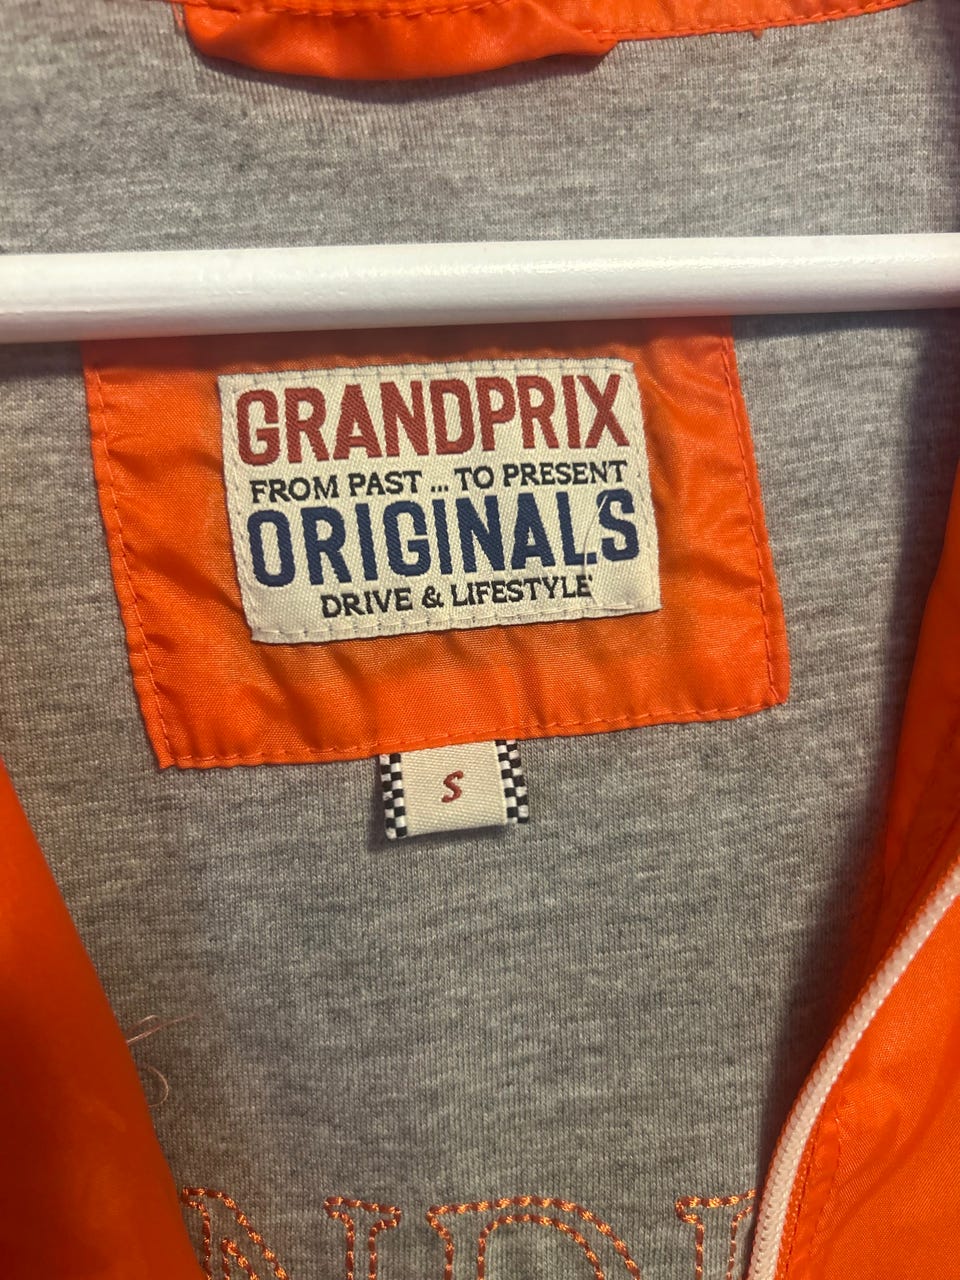 GRANDPRIX
FROM PAST ... TO PRESENT
ORIGINALS
DRIVE & LIFESTYLE
S